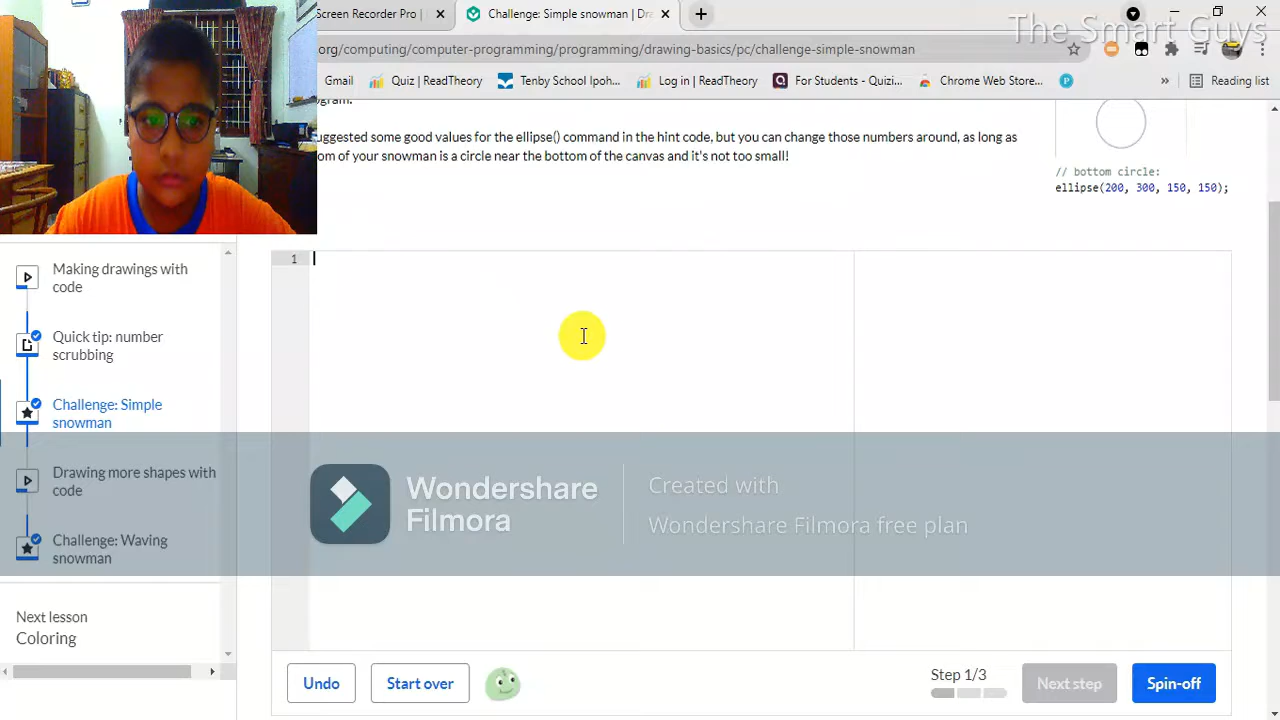 Screen Recorder Pro |
Challenge: Simple snowman | D
The Smart Guys
org/computing/computer-programming/programming/drawing-basics/pc/challenge-simple-snowman
Gmail
Quiz | ReadTheory
Tenby School Ipoh...
Login | ReadTheory
For Students - Quizi...
Chrome Web Store...
»
Reading list
ogram.
uggested some good values for the ellipse() command in the hint code, but you can change those numbers around, as long as
om of your snowman is a circle near the bottom of the canvas and it's not too small!
// bottom circle:
ellipse(200, 300, 150, 150);
1
Making drawings with
code
Quick tip: number
scrubbing
Challenge: Simple
snowman
Drawing more shapes with
code
Challenge: Waving
snowman
Next lesson
Coloring
Wondershare
Filmora
Created with
Wondershare Filmora free plan
Undo
Start over
Step 1/3
Next step
Spin-off